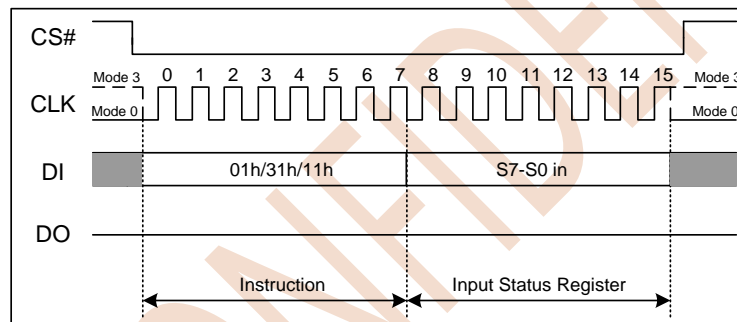 CS#
Mode 3 0 1 2 3 4 5 6 7 8 9 10 11 12 13 14 15 Mode 3
CLK
Mode 0 Mode 0
DI 01h/31h/11h S7-S0 in
DO
Instruction Input Status Register